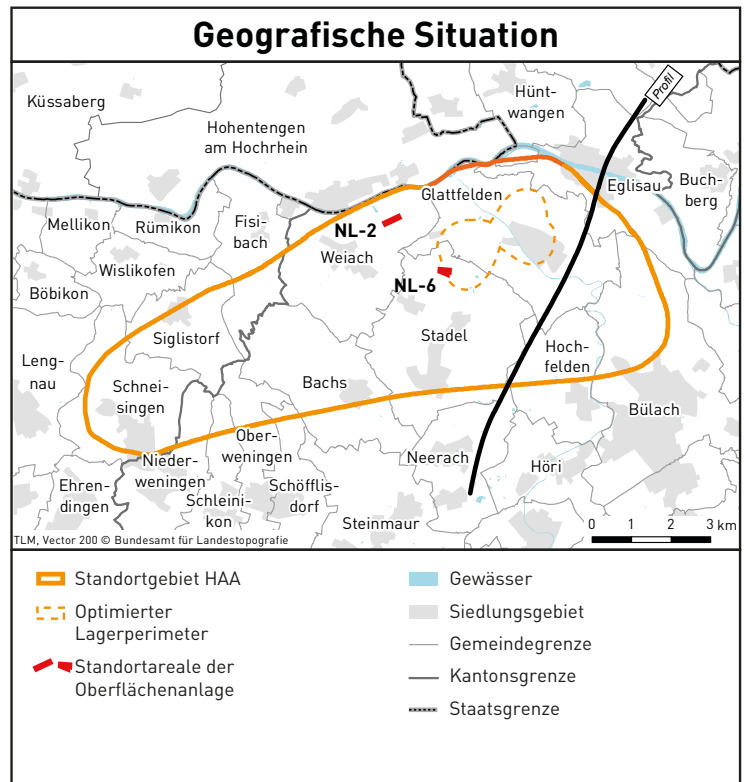 Geografische Situation
Küssaberg
Hünt-
wangen
Profil
Hohentengen
am Hochrhein
Eglisau
Buch-
berg
Glattfelden
Mellikon
Rümikon
Fisi-
bach
NL-2
Weiach
Wislikofen
Böbikon
NL-6
Siglistorf
Stadel
Hoch-
felden
Leng-
nau
Schnei-
singen
Bachs
Bülach
Ober-
weningen
Neerach
Höri
Nieder-
weningen
Ehren-
dingen
Schleini-
kon
Schöfflis-
dorf
Steinmaur
0 1 2 3 km
TLM, Vector 200 © Bundesamt für Landestopografie
Standortgebiet HAA
Optimierter
Lagerperimeter
Standortareale der
Oberflächenanlage
Gewässer
Siedlungsgebiet
Gemeindegrenze
Kantonsgrenze
Staatsgrenze